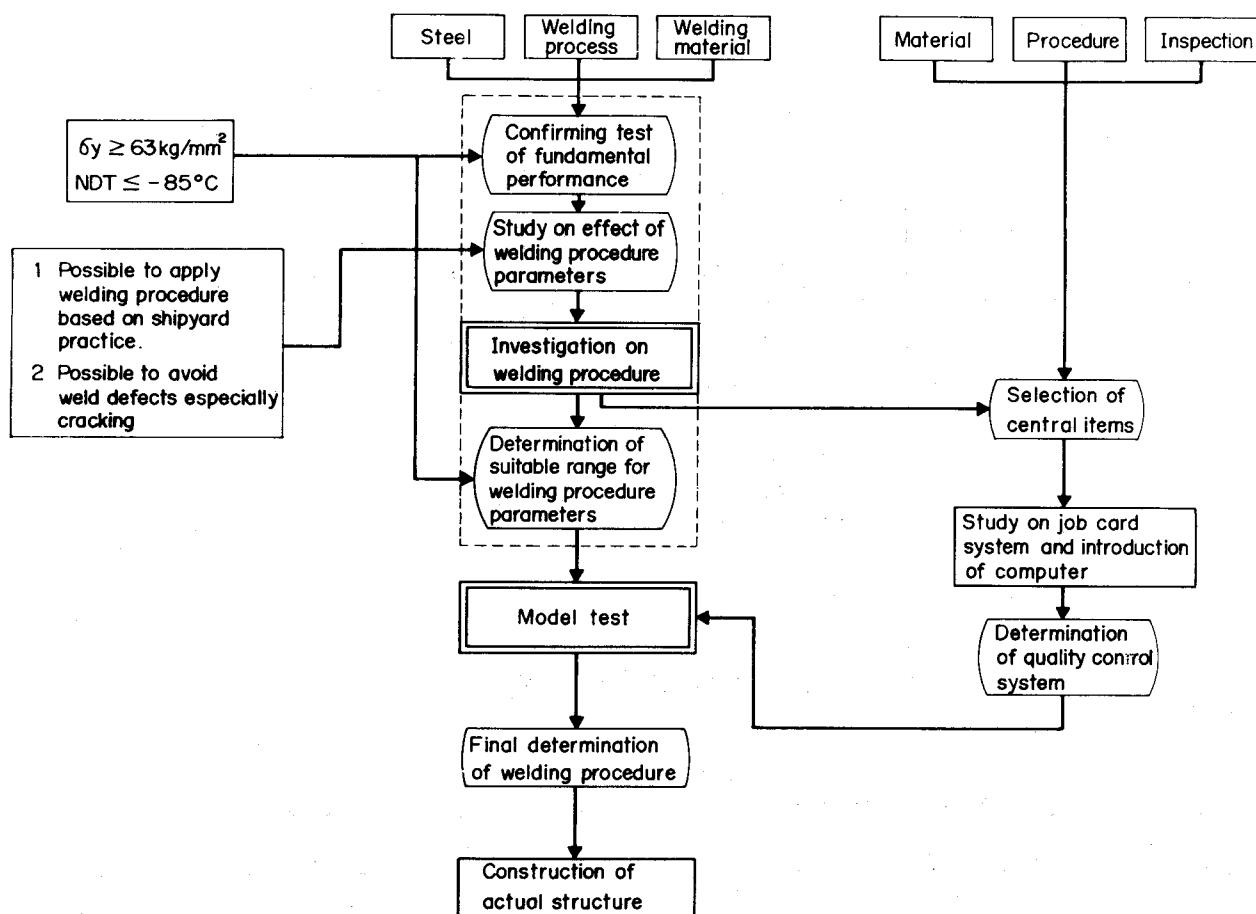 Steel
Welding
process
Welding
material
Material
Procedure
Inspection
Confirming test
of fundamental
performance
б y ≥ 63 kg/mm²
NDT ≤ - 85°C
Study on effect of
welding procedure
parameters
1 Possible to apply
welding procedure
based on shipyard
practice.
2 Possible to avoid
weld defects especially
cracking
Investigation on
welding procedure
Selection of
central items
Determination of
suitable range for
welding procedure
parameters
Study on job card
system and introduction
of computer
Model test
Determination
of quality control
system
Final determination
of welding procedure
Construction of
actual structure